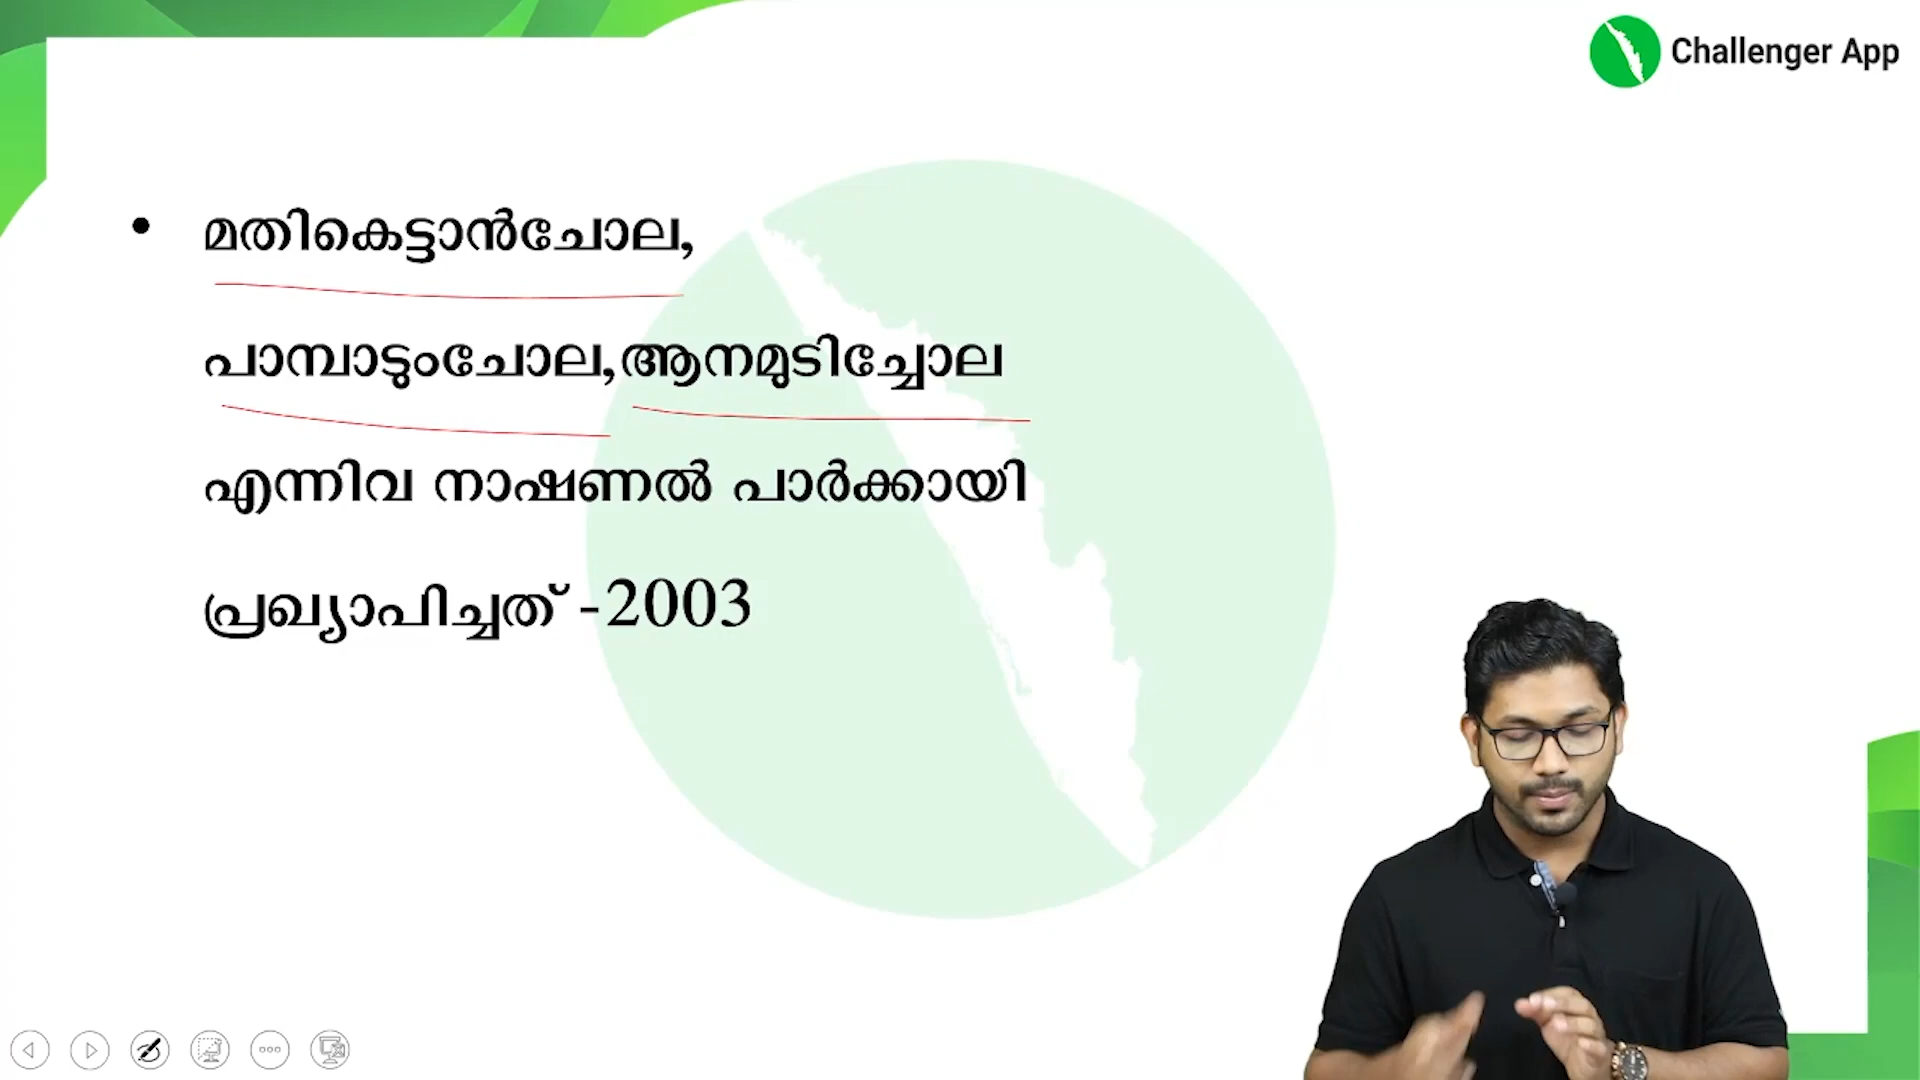 Challenger App
• മതികെട്ടാൻചോല,
പാമ്പാടുംചോല,ആനമുടിച്ചോല
എന്നിവ നാഷണൽ പാർക്കായി
പ്രഖ്യാപിച്ചത് -2003